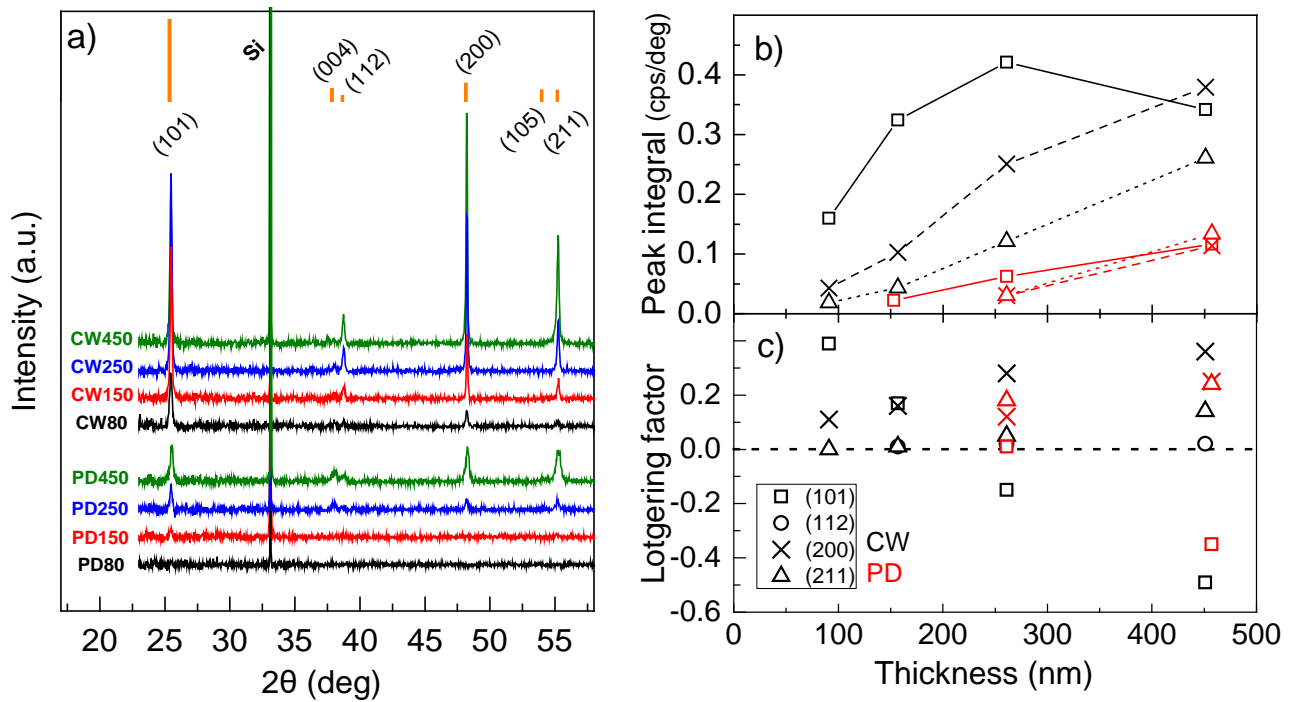 a)
Si
(004)
(112)
(200)
(101)
(105)
(211)
Intensity (a.u.)
CW450
CW250
CW150
CW80
PD450
PD250
PD150
PD80
20 25 30 35 40 45 50 55
2θ (deg)
b)
Peak integral (cps/deg)
0.4
0.3
0.2
0.1
0.0
c)
Lotgering factor
0.2
0.0
-0.2
-0.4
-0.6
(101)
(112)
(200)
(211)
CW
PD
0 100 200 300 400 500
Thickness (nm)